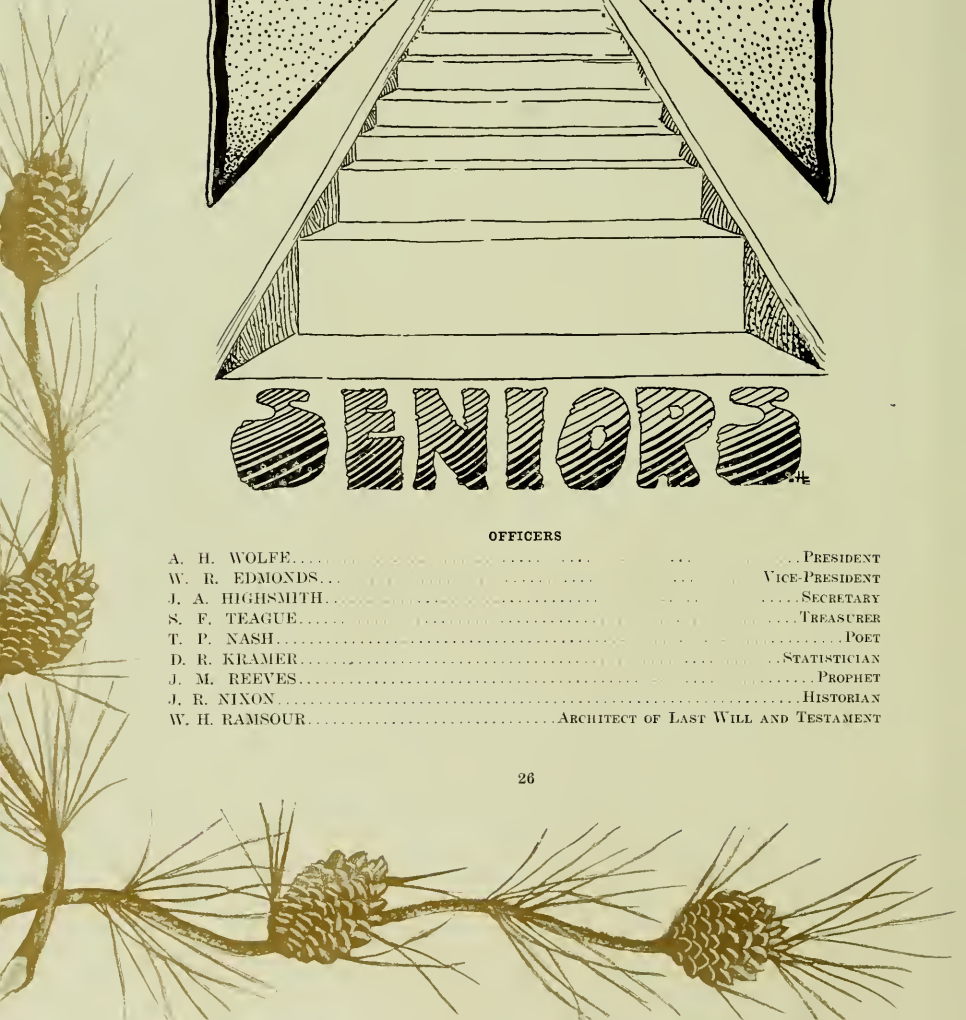 SENIORS
HE
OFFICERS
A. H. WOLFE.................PRESIDENT
W. R. EDMONDS.................VICE-PRESIDENT
J. A. HIGHSMITH.................SECRETARY
S. F. TEAGUE.................TREASURER
T. P. NASH.................POET
D. R. KRAMER.................STATISTICIAN
J. M. REEVES.................PROPHET
J. R. NIXON.................HISTORIAN
W. H. RAMSOUR.................ARCHITECT OF LAST WILL AND TESTAMENT
26